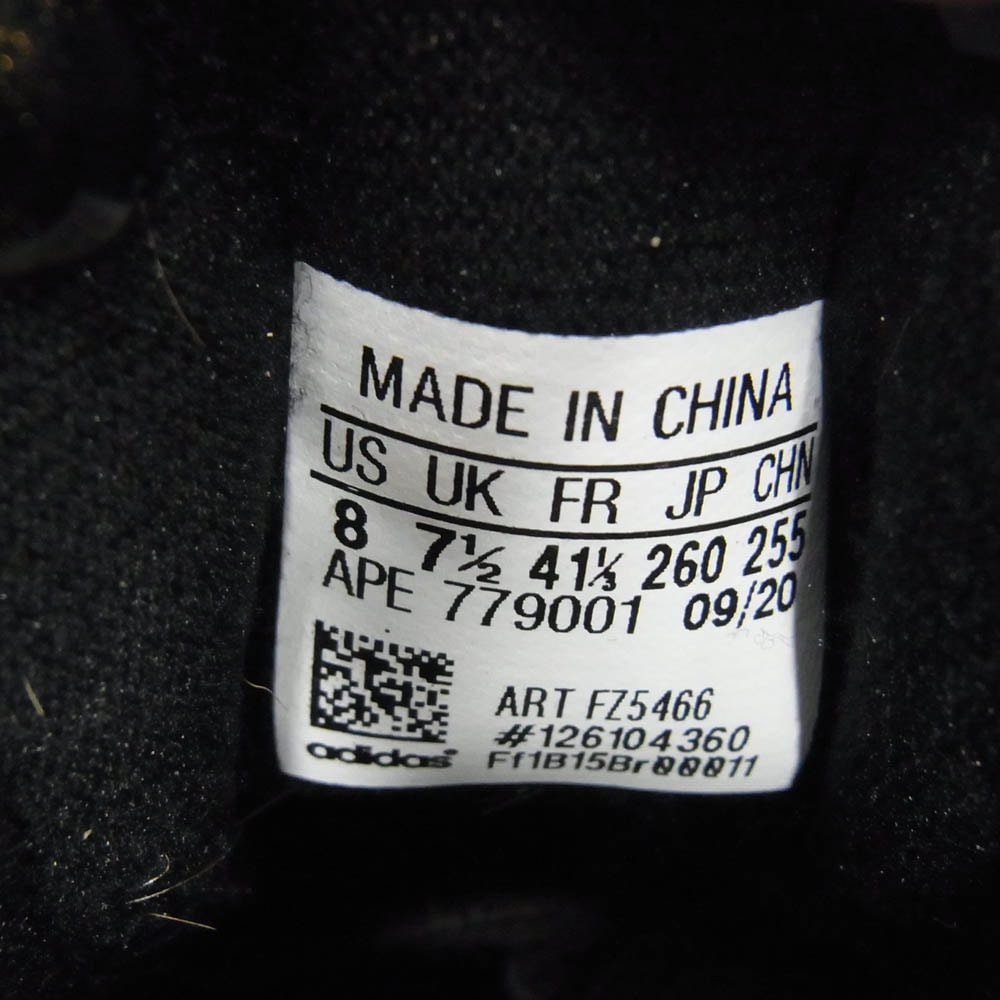 MADE IN CHINA
US UK FR JP CHN
8 7½ 41⅓ 260 255
APE 779001 09/20
ART FZ5466
#126104360
Ff1B15Br00011
adidas